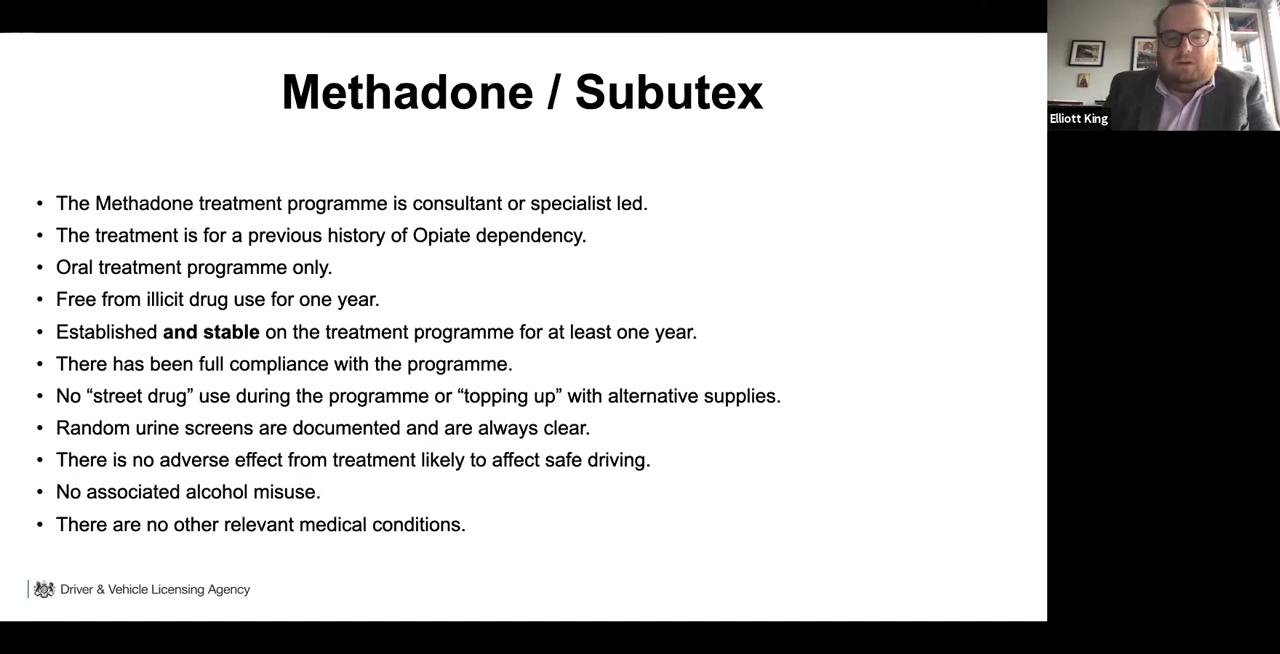 Methadone / Subutex
Elliott King
• The Methadone treatment programme is consultant or specialist led.
• The treatment is for a previous history of Opiate dependency.
• Oral treatment programme only.
• Free from illicit drug use for one year.
• Established and stable on the treatment programme for at least one year.
• There has been full compliance with the programme.
• No “street drug” use during the programme or “topping up” with alternative supplies.
• Random urine screens are documented and are always clear.
• There is no adverse effect from treatment likely to affect safe driving.
• No associated alcohol misuse.
• There are no other relevant medical conditions.
Driver & Vehicle Licensing Agency